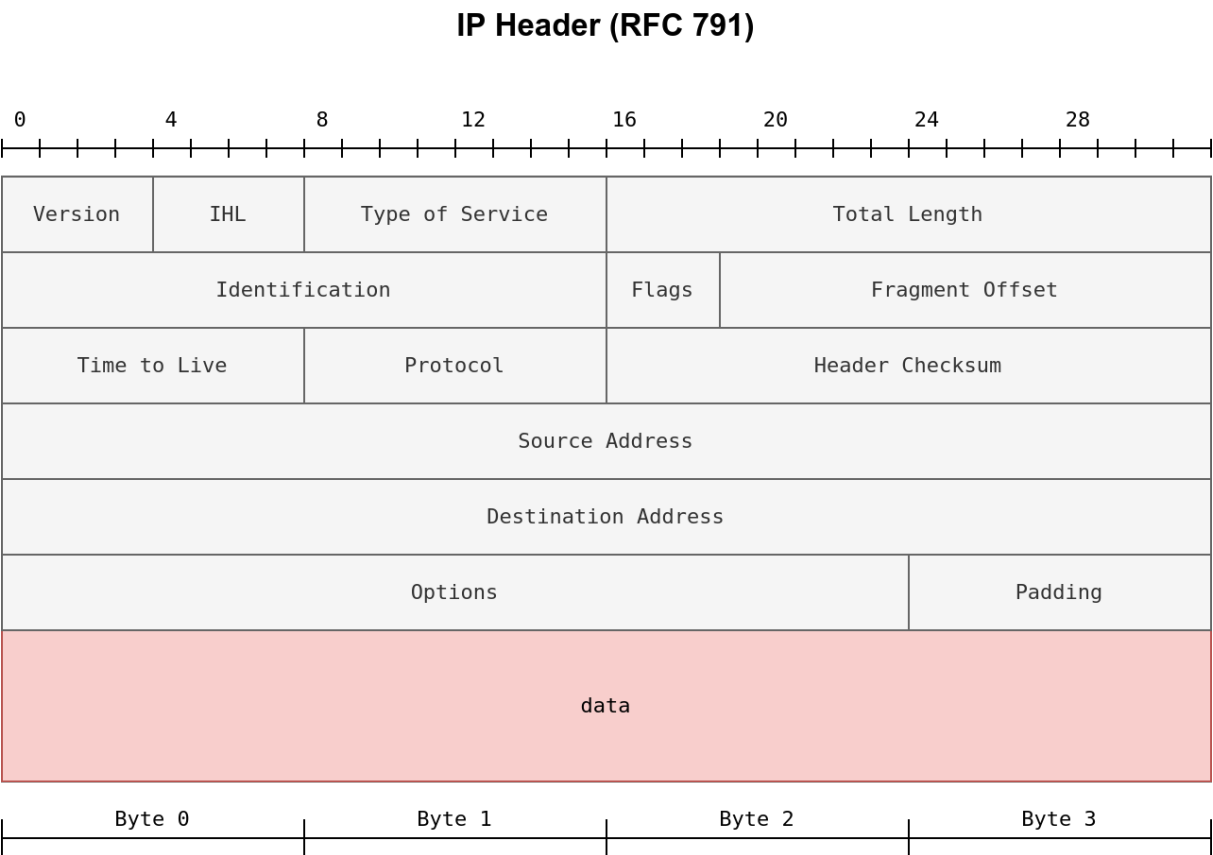 IP Header (RFC 791)
0 4 8 12 16 20 24 28
Version IHL Type of Service Total Length
Identification Flags Fragment Offset
Time to Live Protocol Header Checksum
Source Address
Destination Address
Options Padding
data
Byte 0 Byte 1 Byte 2 Byte 3